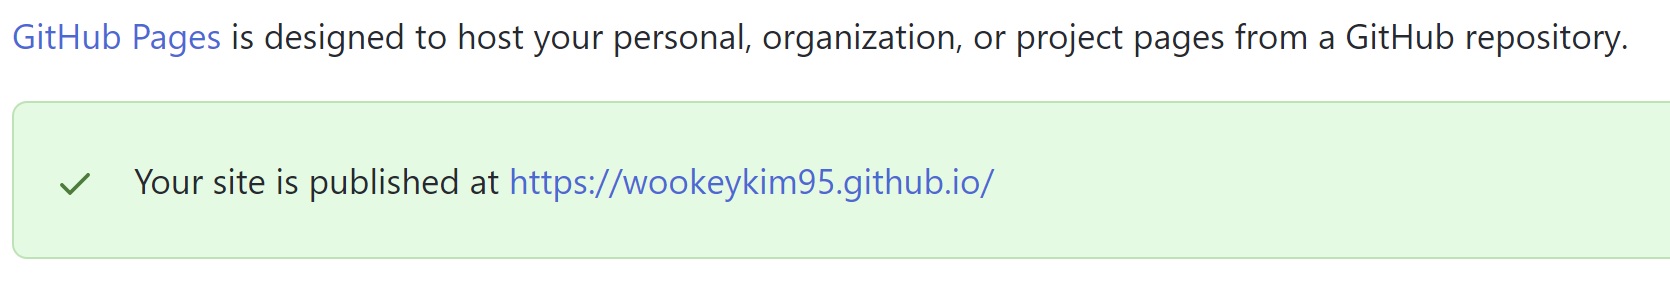 GitHub Pages is designed to host your personal, organization, or project pages from a GitHub repository.
Your site is published at https://wookeykim95.github.io/